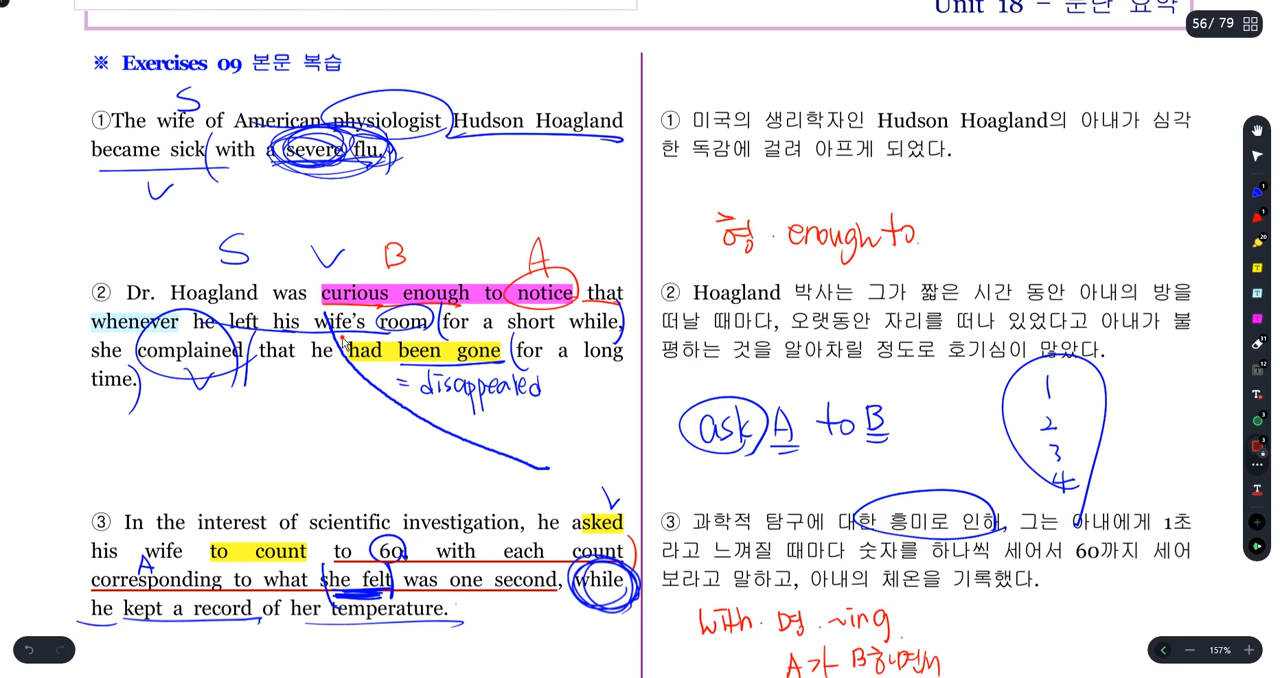 Unit 18 – 문단 요약
56 / 79
※ Exercises 09 본문 복습
S
①The wife of American physiologist Hudson Hoagland
became sick with a severe flu.
V
① 미국의 생리학자인 Hudson Hoagland의 아내가 심각
한 독감에 걸려 아프게 되었다.
형. enough to
S V B A
② Dr. Hoagland was curious enough to notice that
whenever he left his wife's room for a short while,
she complained that he had been gone for a long
time.
V
= disappeared
② Hoagland 박사는 그가 짧은 시간 동안 아내의 방을
떠날 때마다, 오랫동안 자리를 떠나 있었다고 아내가 불
평하는 것을 알아차릴 정도로 호기심이 많았다.
ask A to B
1
2
3
4
V
③ In the interest of scientific investigation, he asked
his wife to count to 60, with each count
A
corresponding to what she felt was one second, while
he kept a record of her temperature.
③ 과학적 탐구에 대한 흥미로 인해, 그는 아내에게 1초
라고 느껴질 때마다 숫자를 하나씩 세어서 60까지 세어
보라고 말하고, 아내의 체온을 기록했다.
with. 명. ~ing.
A가 B하면서
157%